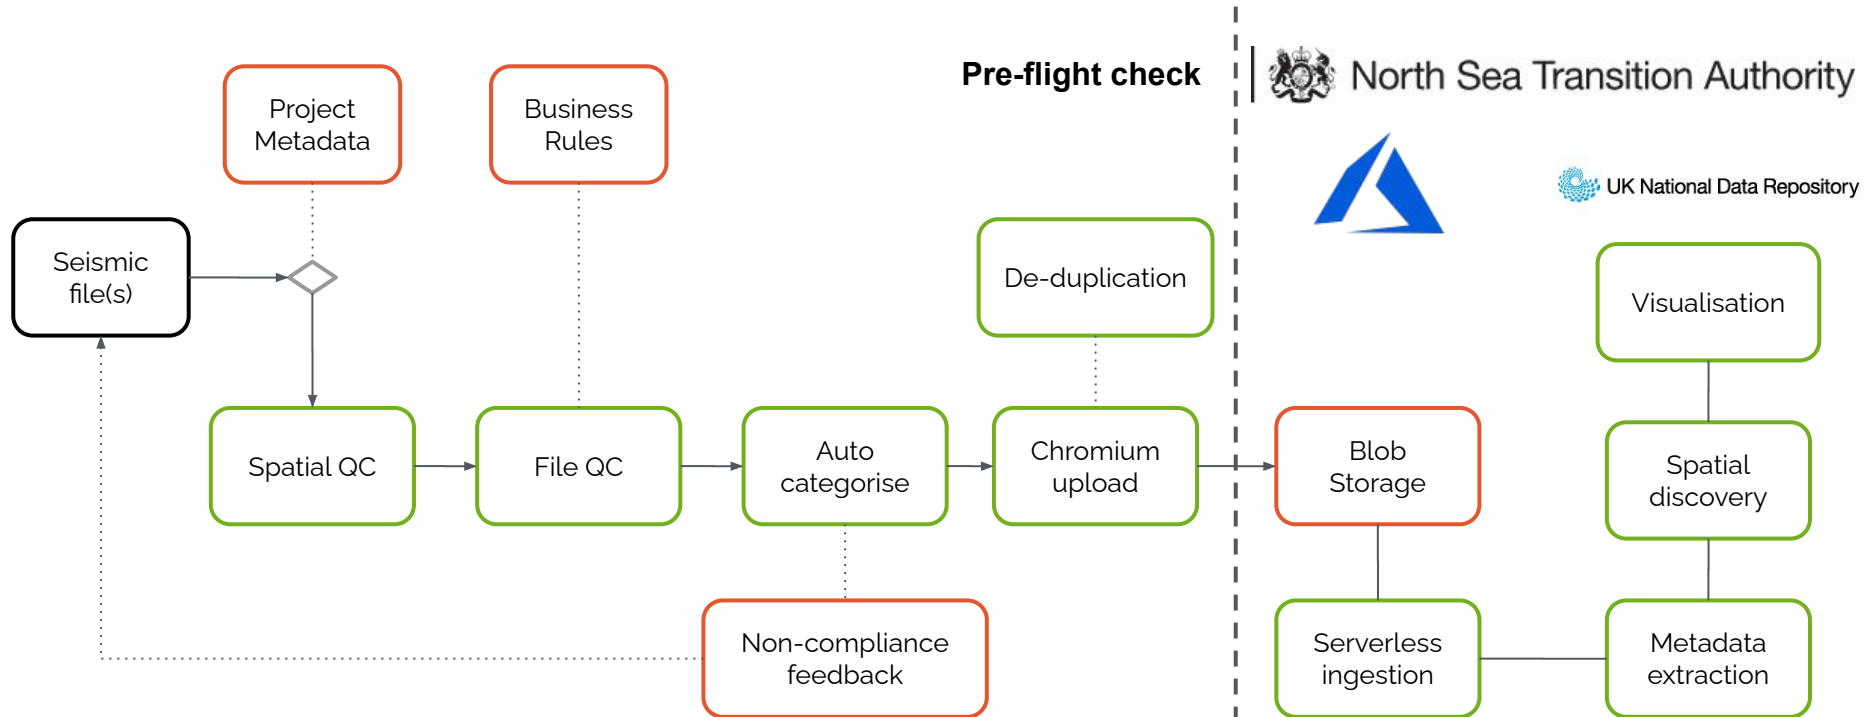 Pre-flight check
North Sea Transition Authority
Project
Metadata
Business
Rules
UK National Data Repository
Seismic
file(s)
De-duplication
Visualisation
Spatial QC
File QC
Auto
categorise
Chromium
upload
Blob
Storage
Spatial
discovery
Non-compliance
feedback
Serverless
ingestion
Metadata
extraction